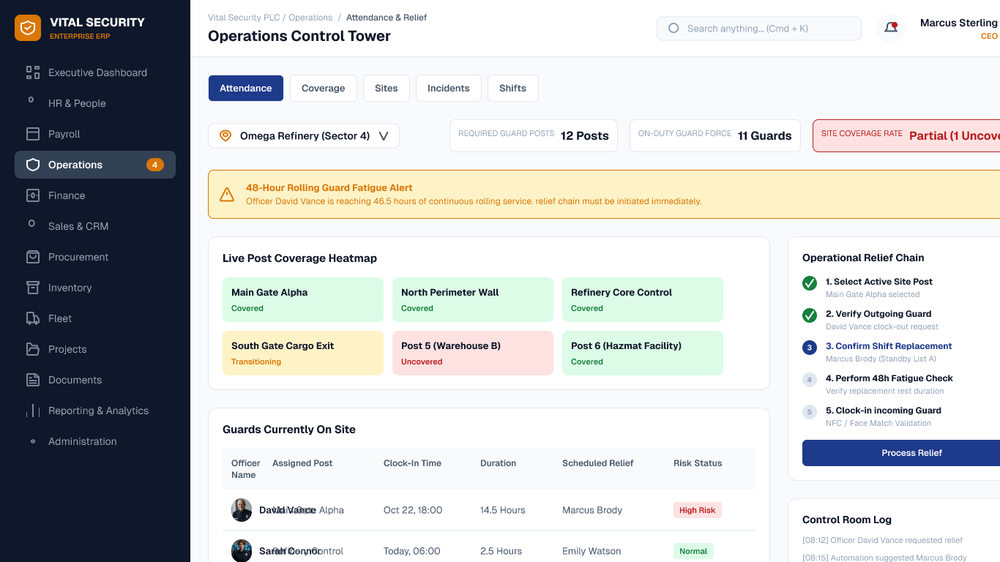 VITAL SECURITY
ENTERPRISE ERP
Executive Dashboard
HR & People
Payroll
Operations 4
Finance
Sales & CRM
Procurement
Inventory
Fleet
Projects
Documents
Reporting & Analytics
Administration
Vital Security PLC / Operations / Attendance & Relief
Operations Control Tower
Search anything... (Cmd + K)
Marcus Sterling
CEO
Attendance Coverage Sites Incidents Shifts
Omega Refinery (Sector 4)
REQUIRED GUARD POSTS 12 Posts
ON-DUTY GUARD FORCE 11 Guards
SITE COVERAGE RATE Partial (1 Uncove
48-Hour Rolling Guard Fatigue Alert
Officer David Vance is reaching 46.5 hours of continuous rolling service. relief chain must be initiated immediately.
Live Post Coverage Heatmap
Main Gate Alpha
Covered
North Perimeter Wall
Covered
Refinery Core Control
Covered
South Gate Cargo Exit
Transitioning
Post 5 (Warehouse B)
Uncovered
Post 6 (Hazmat Facility)
Covered
Guards Currently On Site
Officer Name Assigned Post Clock-In Time Duration Scheduled Relief Risk Status
David Vance Main Gate Alpha Oct 22, 18:00 14.5 Hours Marcus Brody High Risk
Sarah Connor Control Today, 06:00 2.5 Hours Emily Watson Normal
Operational Relief Chain
1. Select Active Site Post
Main Gate Alpha selected
2. Verify Outgoing Guard
David Vance clock-out request
3 3. Confirm Shift Replacement
Marcus Brody (Standby List A)
4 4. Perform 48h Fatigue Check
Verify replacement rest duration
5 5. Clock-in incoming Guard
NFC / Face Match Validation
Process Relief
Control Room Log
[08:12] Officer David Vance requested relief
[08:15] Automation suggested Marcus Brody